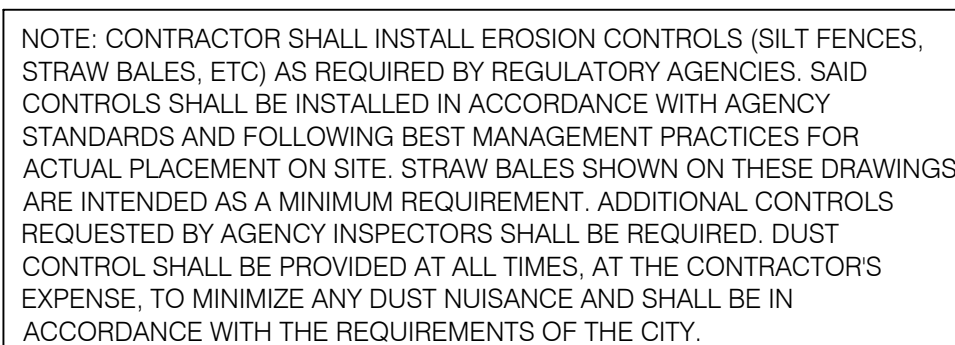 NOTE: CONTRACTOR SHALL INSTALL EROSION CONTROLS (SILT FENCES,
STRAW BALES, ETC) AS REQUIRED BY REGULATORY AGENCIES. SAID
CONTROLS SHALL BE INSTALLED IN ACCORDANCE WITH AGENCY
STANDARDS AND FOLLOWING BEST MANAGEMENT PRACTICES FOR
ACTUAL PLACEMENT ON SITE. STRAW BALES SHOWN ON THESE DRAWINGS
ARE INTENDED AS A MINIMUM REQUIREMENT. ADDITIONAL CONTROLS
REQUESTED BY AGENCY INSPECTORS SHALL BE REQUIRED. DUST
CONTROL SHALL BE PROVIDED AT ALL TIMES, AT THE CONTRACTOR'S
EXPENSE, TO MINIMIZE ANY DUST NUISANCE AND SHALL BE IN
ACCORDANCE WITH THE REQUIREMENTS OF THE CITY.